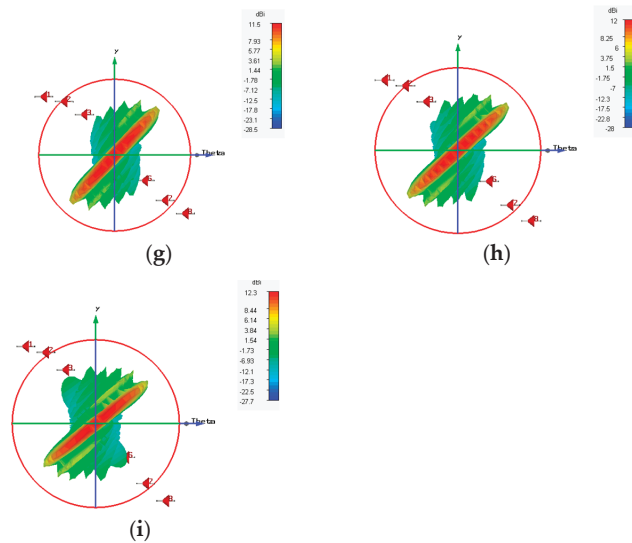 dBi
11.5
7.93
5.77
3.61
1.44
-1.78
-7.12
-12.5
-17.8
-23.1
-28.5
y
Theta
(g)
dBi
12
8.25
6
3.75
1.5
-1.75
-7
-12.2
-17.5
-22.8
-28
y
Theta
(h)
dBi
12.3
8.44
6.14
3.84
1.54
-1.73
-6.93
-12.1
-17.3
-22.5
-27.7
y
Theta
(i)